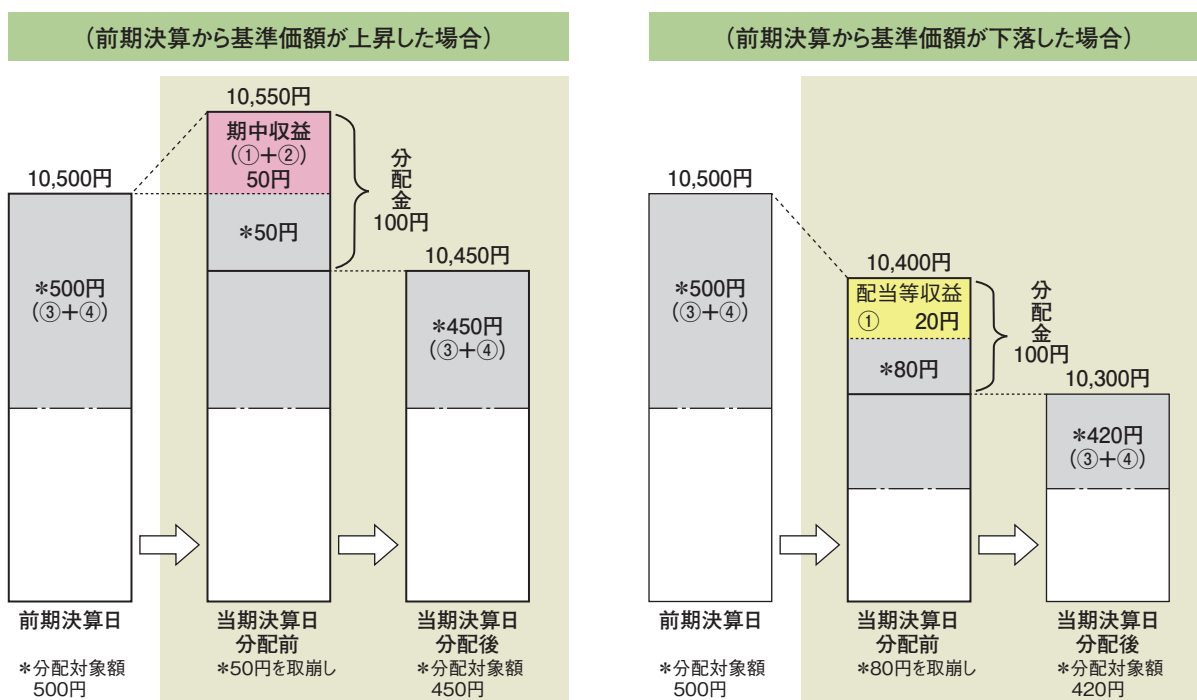 （前期決算から基準価額が上昇した場合）
10,500円
*500円
（③＋④）
10,550円
期中収益
（①＋②）
50円
*50円
分配金
100円
10,450円
*450円
（③＋④）
前期決算日
当期決算日
分配前
当期決算日
分配後
*分配対象額
500円
*50円を取崩し
*分配対象額
450円
（前期決算から基準価額が下落した場合）
10,500円
*500円
（③＋④）
10,400円
配当等収益
① 20円
*80円
分配金
100円
10,300円
*420円
（③＋④）
前期決算日
当期決算日
分配前
当期決算日
分配後
*分配対象額
500円
*80円を取崩し
*分配対象額
420円